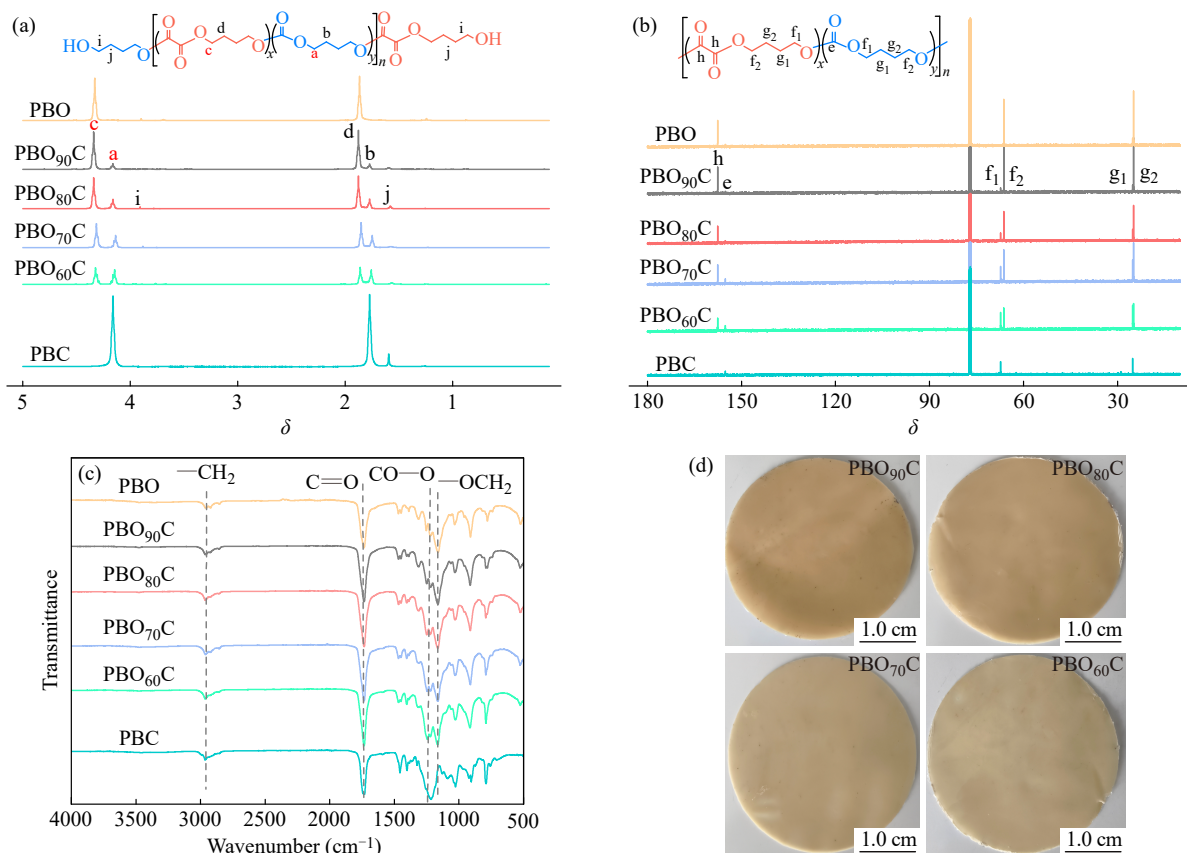 (a)
i
HO
j
O
O
O
c
d
O
x
O
O
a
b
O
y
n
O
O
O
j
i
OH
PBO
c
d
PBO90C
a
b
PBO80C
i
j
PBO70C
PBO60C
PBC
5 4 3 2 1
δ
(b)
O
h
h
O
O
f2
g2
g1
f1
O
x
O
e
O
f1
g1
g2
f2
O
y
n
PBO
h
PBO90C
e
f1 f2
g1 g2
PBO80C
PBO70C
PBO60C
PBC
180 150 120 90 60 30
δ
(c)
—CH2
C=O
CO—O
—OCH2
PBO
PBO90C
PBO80C
PBO70C
PBO60C
PBC
Transmittance
4000 3500 3000 2500 2000 1500 1000 500
Wavenumber (cm−1)
(d)
PBO90C
1.0 cm
PBO80C
1.0 cm
PBO70C
1.0 cm
PBO60C
1.0 cm